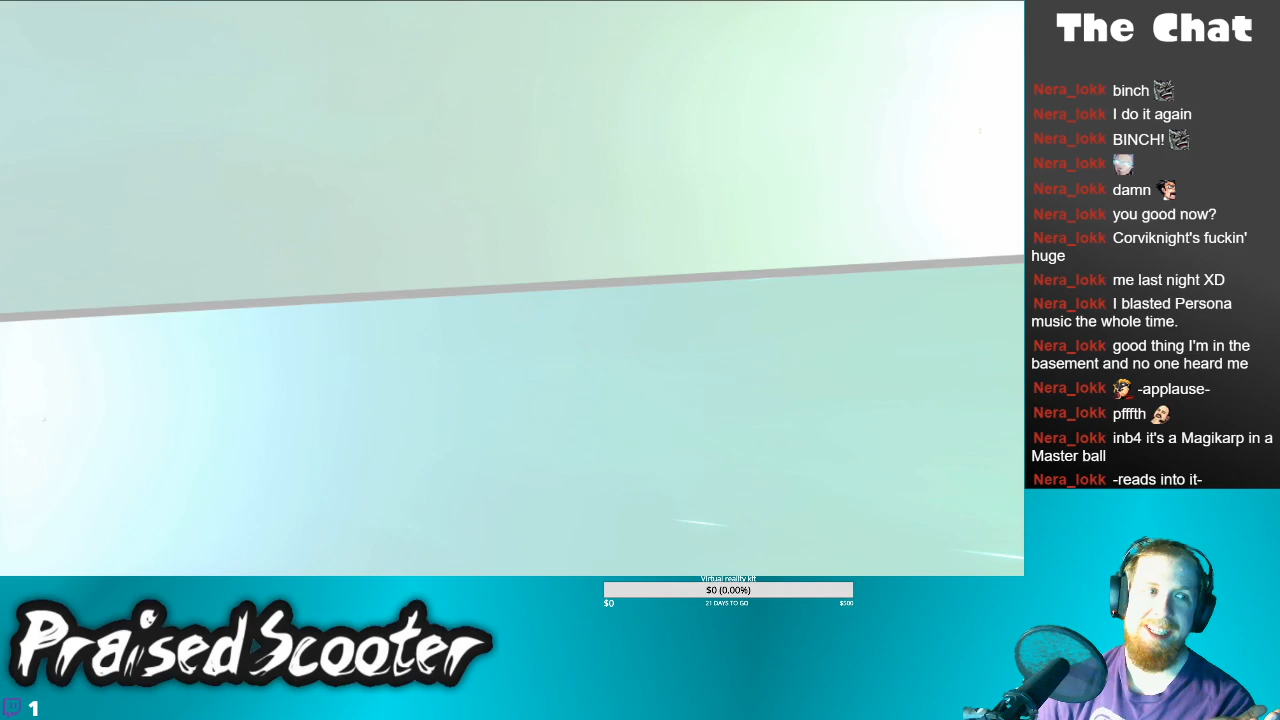 The Chat
Nera_lokk binch
Nera_lokk I do it again
Nera_lokk BINCH!
Nera_lokk
Nera_lokk damn
Nera_lokk you good now?
Nera_lokk Corviknight's fuckin'
huge
Nera_lokk me last night XD
Nera_lokk I blasted Persona
music the whole time.
Nera_lokk good thing I'm in the
basement and no one heard me
Nera_lokk -applause-
Nera_lokk pfffth
Nera_lokk inb4 it's a Magikarp in a
Master ball
Nera_lokk -reads into it-
Virtual reality kit
$0 (0.00%)
$0 21 DAYS TO GO $500
Praised Scooter
1